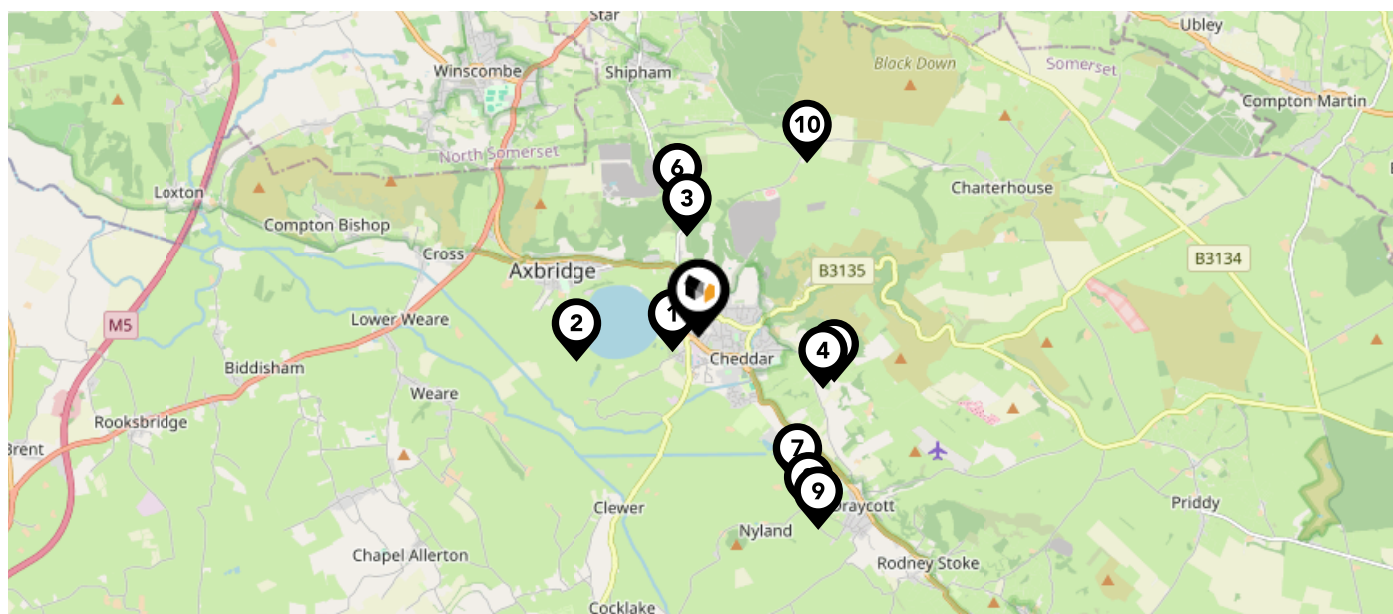 Star
Ubley
Winscombe
Shipham
Black Down
Somerset
Compton Martin
10
North Somerset
6
Loxton
3
Charterhouse
Compton Bishop
Cross
Axbridge
B3135
B3134
M5
Lower Weare
2
1
4
Cheddar
Biddisham
Weare
Rooksbridge
Brent
7
9
Clewer
Draycott
Priddy
Nyland
Chapel Allerton
Rodney Stoke
Cocklake